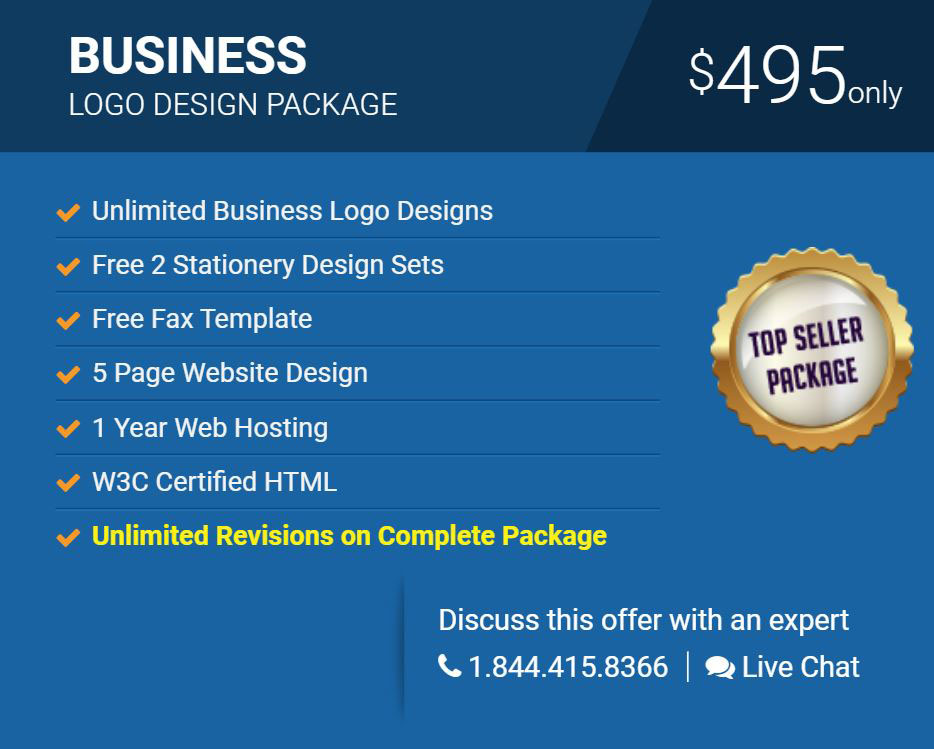 BUSINESS
LOGO DESIGN PACKAGE
$495only
Unlimited Business Logo Designs
Free 2 Stationery Design Sets
Free Fax Template
5 Page Website Design
1 Year Web Hosting
W3C Certified HTML
Unlimited Revisions on Complete Package
TOP SELLER
PACKAGE
Discuss this offer with an expert
1.844.415.8366 | Live Chat